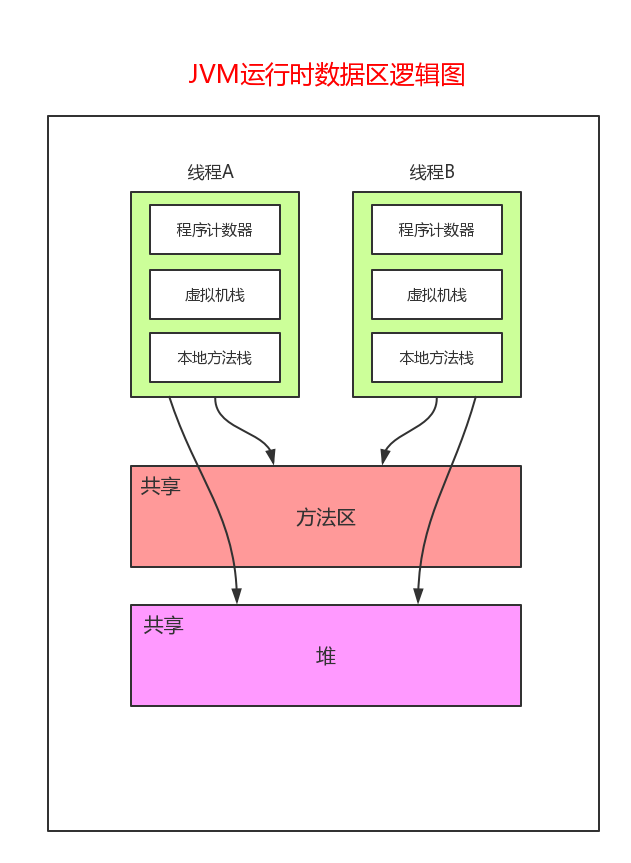 JVM运行时数据区逻辑图
线程A
线程B
程序计数器
程序计数器
虚拟机栈
虚拟机栈
本地方法栈
本地方法栈
共享
方法区
共享
堆